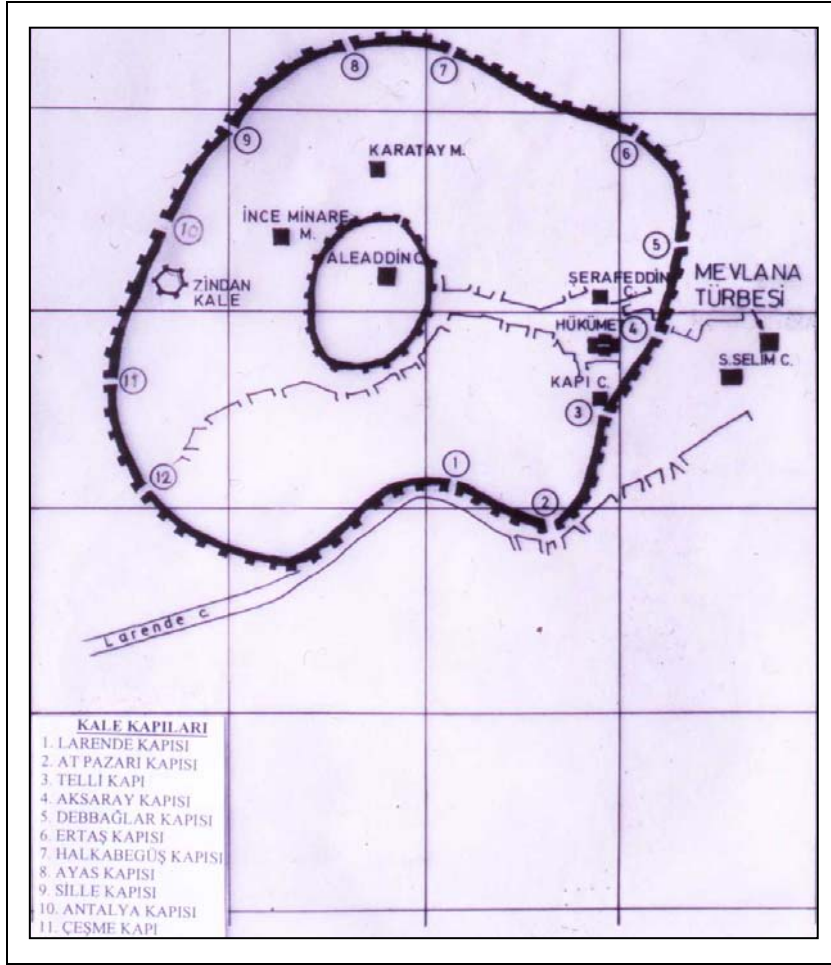 8
7
9
6
KARATAY M.
10
İNCE MİNARE
M.
5
ALEADDİN C.
ZİNDAN
KALE
ŞERAFEDDİN
C.
MEVLANA
TÜRBESİ
HÜKÜMET
4
S.SELİM C.
11
KAPI C.
3
12
1
2
Larende c.
KALE KAPILARI
1. LARENDE KAPISI
2. AT PAZARI KAPISI
3. TELLİ KAPI
4. AKSARAY KAPISI
5. DEBBAĞLAR KAPISI
6. ERTAŞ KAPISI
7. HALKABEGÜŞ KAPISI
8. AYAS KAPISI
9. SİLLE KAPISI
10. ANTALYA KAPISI
11. ÇEŞME KAPI